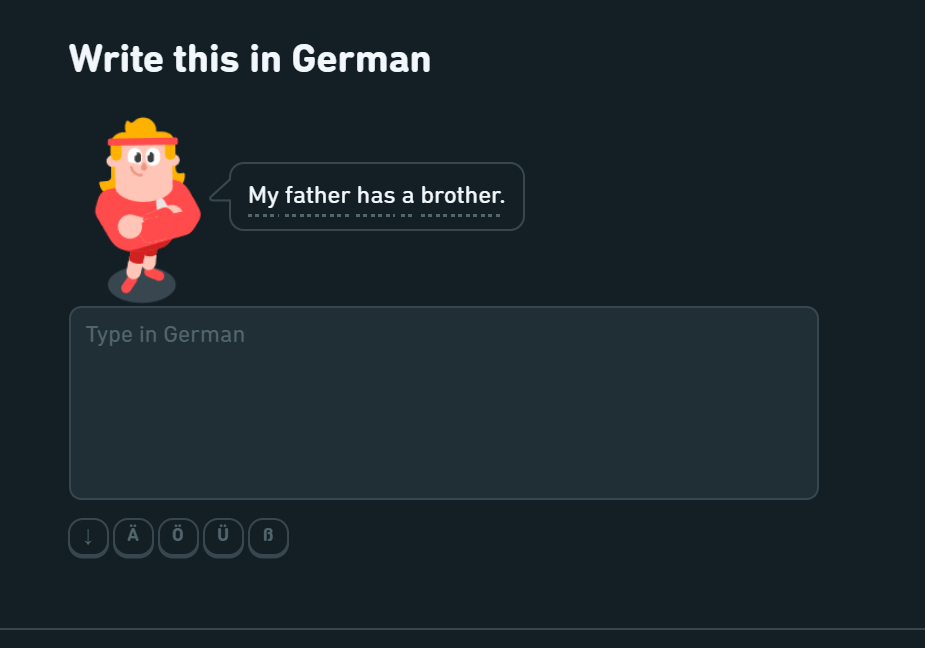 Write this in German
My father has a brother.
Type in German
↓ Ä Ö Ü ß